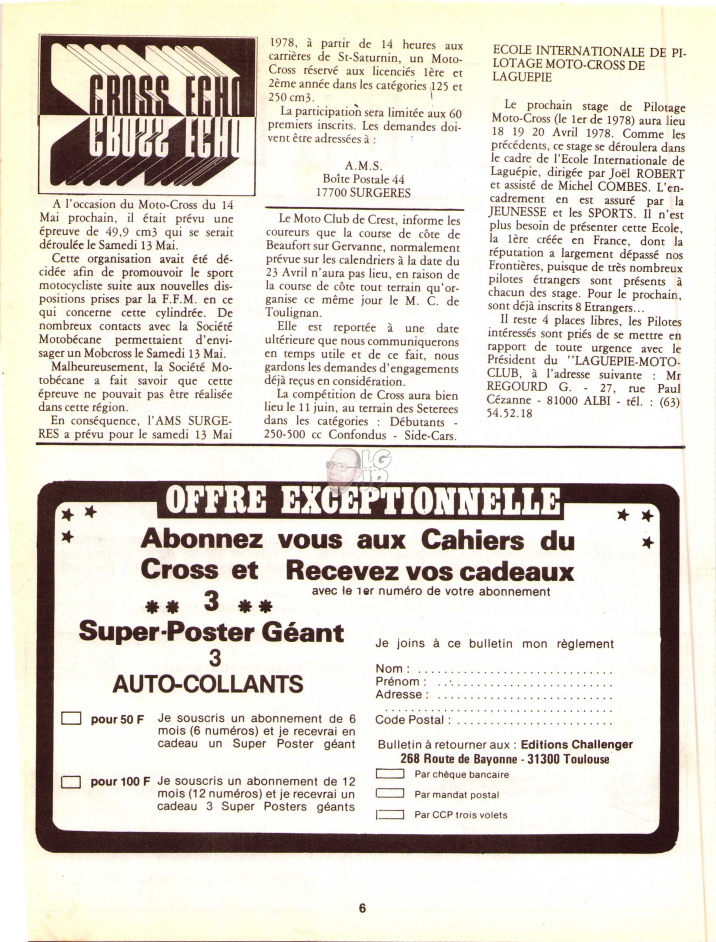 CROSS ECHO
CROSS ECHO
A l'occasion du Moto-Cross du 14
Mai prochain, il était prévu une
épreuve de 49,9 cm3 qui se serait
déroulée le Samedi 13 Mai.
Cette organisation avait été dé-
cidée afin de promouvoir le sport
motocycliste suite aux nouvelles dis-
positions prises par la F.F.M. en ce
qui concerne cette cylindrée. De
nombreux contacts avec la Société
Motobécane permettaient d'envi-
sager un Mobcross le Samedi 13 Mai.
Malheureusement, la Société Mo-
tobécane a fait savoir que cette
épreuve ne pouvait pas être réalisée
dans cette région.
En conséquence, l'AMS SURGE-
RES a prévu pour le samedi 13 Mai
1978, à partir de 14 heures aux
carrières de St-Saturnin, un Moto-
Cross réservé aux licenciés 1ère et
2ème année dans les catégories 125 et
250 cm3.
La participation sera limitée aux 60
premiers inscrits. Les demandes doi-
vent être adressées à :
A.M.S.
Boîte Postale 44
17700 SURGERES
Le Moto Club de Crest, informe les
coureurs que la course de côte de
Beaufort sur Gervanne, normalement
prévue sur les calendriers à la date du
23 Avril n'aura pas lieu, en raison de
la course de côte tout terrain qu'or-
ganise ce même jour le M. C. de
Toulignan.
Elle est reportée à une date
ultérieure que nous communiquerons
en temps utile et de ce fait, nous
gardons les demandes d'engagements
déjà reçus en considération.
La compétition de Cross aura bien
lieu le 11 juin, au terrain des Seterees
dans les catégories : Débutants -
250-500 cc Confondus - Side-Cars.
ECOLE INTERNATIONALE DE PI-
LOTAGE MOTO-CROSS DE
LAGUEPIE
Le prochain stage de Pilotage
Moto-Cross (le 1er de 1978) aura lieu
18 19 20 Avril 1978. Comme les
précédents, ce stage se déroulera dans
le cadre de l'Ecole Internationale de
Laguépie, dirigée par Joël ROBERT
et assisté de Michel COMBES. L'en-
cadrement en est assuré par la
JEUNESSE et les SPORTS. Il n'est
plus besoin de présenter cette Ecole,
la 1ère créée en France, dont la
réputation a largement dépassé nos
Frontières, puisque de très nombreux
pilotes étrangers sont présents à
chacun des stage. Pour le prochain,
sont déjà inscrits 8 Etrangers...
Il reste 4 places libres, les Pilotes
intéressés sont priés de se mettre en
rapport de toute urgence avec le
Président du "LAGUEPIE-MOTO-
CLUB, à l'adresse suivante : Mr
REGOURD G. - 27, rue Paul
Cézanne - 81000 ALBI - tél. : (63)
54.52.18
OFFRE EXCEPTIONNELLE
Abonnez vous aux Cahiers du
Cross et Recevez vos cadeaux
avec le 1er numéro de votre abonnement
** 3 **
Super-Poster Géant
3
AUTO-COLLANTS
pour 50 F Je souscris un abonnement de 6
mois (6 numéros) et je recevrai en
cadeau un Super Poster géant
pour 100 F Je souscris un abonnement de 12
mois (12 numéros) et je recevrai un
cadeau 3 Super Posters géants
Je joins à ce bulletin mon règlement
Nom : ..............................
Prénom : ..............................
Adresse : ..............................
..............................
Code Postal : ..............................
Bulletin à retourner aux : Editions Challenger
268 Route de Bayonne - 31300 Toulouse
Par chèque bancaire
Par mandat postal
Par CCP trois volets
6